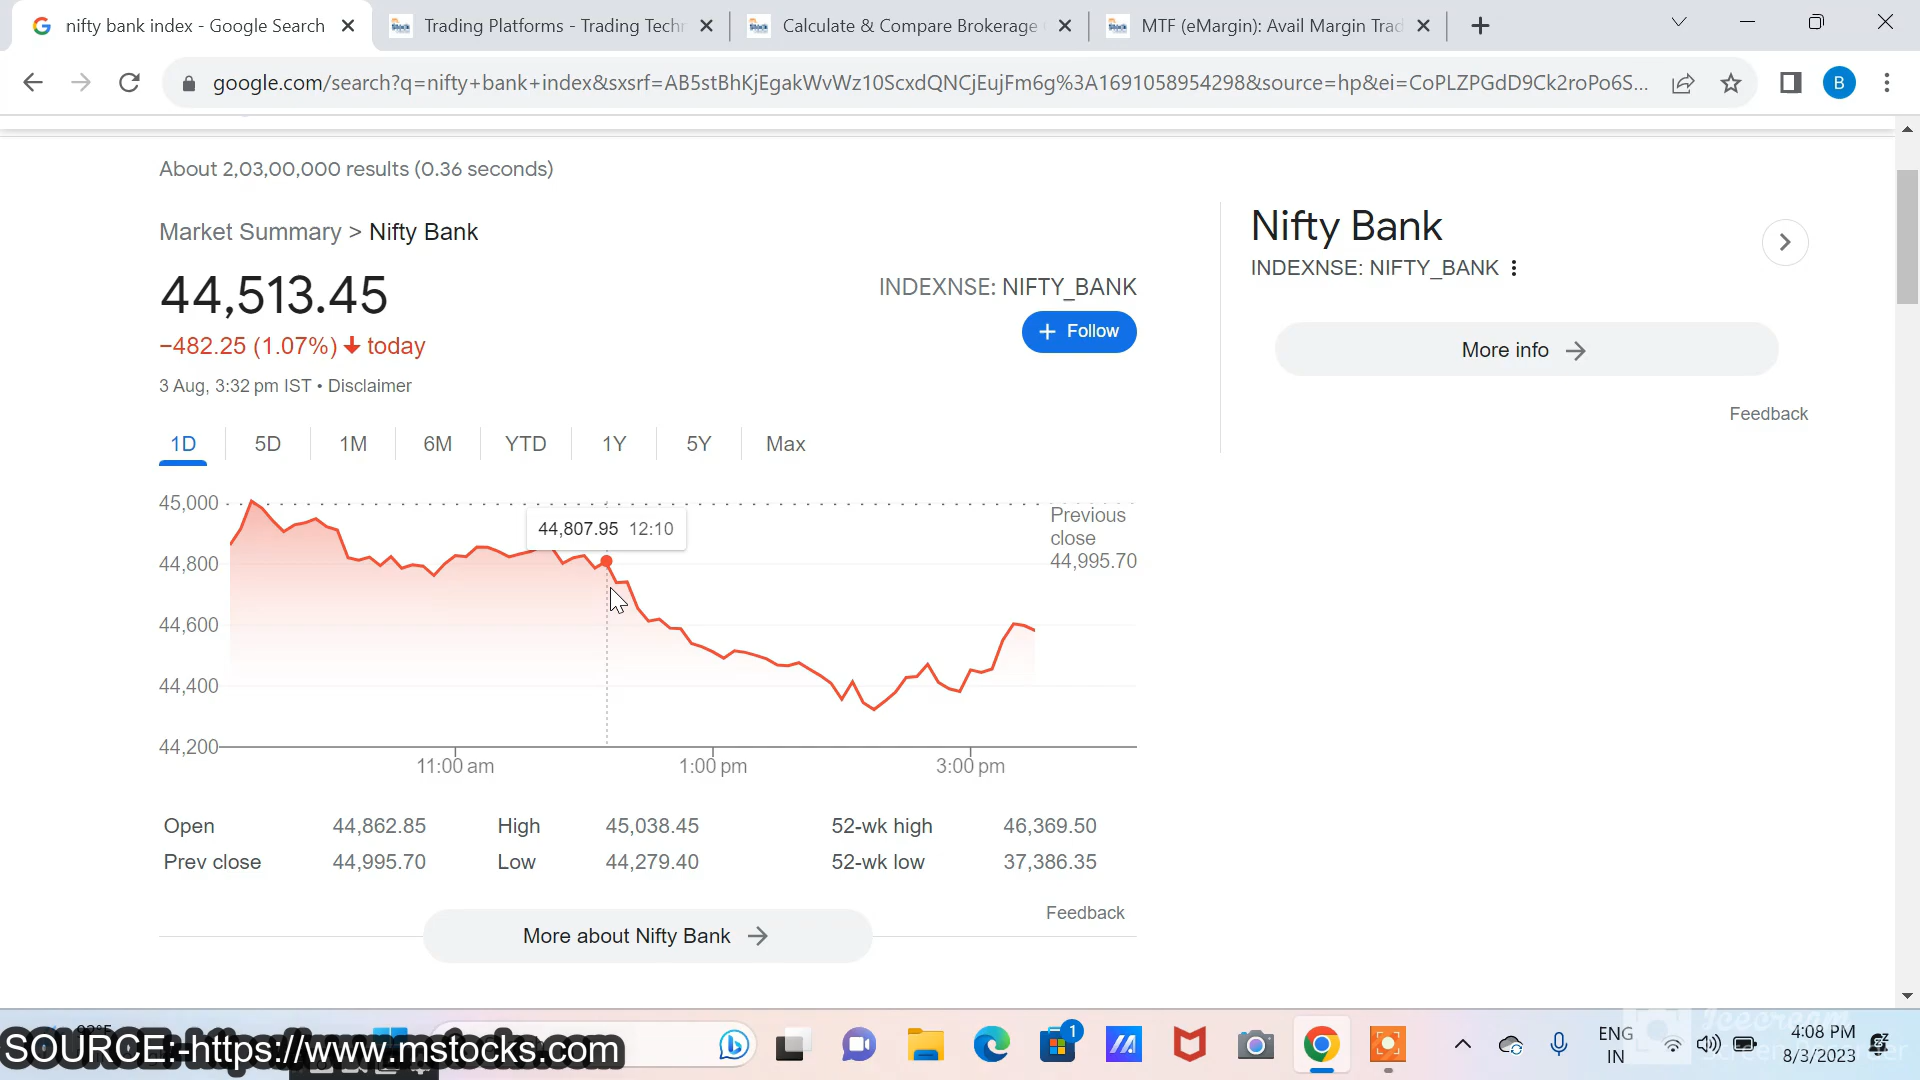 nifty bank index - Google Search
Trading Platforms - Trading Techn
Calculate & Compare Brokerage
MTF (eMargin): Avail Margin Trad
google.com/search?q=nifty+bank+index&sxsrf=AB5stBhKjEgakWvWz10ScxdQNCjEujFm6g%3A1691058954298&source=hp&ei=CoPLZPGdD9Ck2roPo6S...
B
About 2,03,00,000 results (0.36 seconds)
Market Summary > Nifty Bank
44,513.45
INDEXNSE: NIFTY_BANK
−482.25 (1.07%) today
+ Follow
3 Aug, 3:32 pm IST • Disclaimer
Nifty Bank
INDEXNSE: NIFTY_BANK
More info
Feedback
1D 5D 1M 6M YTD 1Y 5Y Max
45,000
44,807.95 12:10
Previous
close
44,995.70
44,800
44,600
44,400
44,200
11:00 am 1:00 pm 3:00 pm
Open 44,862.85 High 45,038.45 52-wk high 46,369.50
Prev close 44,995.70 Low 44,279.40 52-wk low 37,386.35
Feedback
More about Nifty Bank
SOURCE:-https://www.mstocks.com
1
ENG
IN
4:08 PM
8/3/2023
Icecream